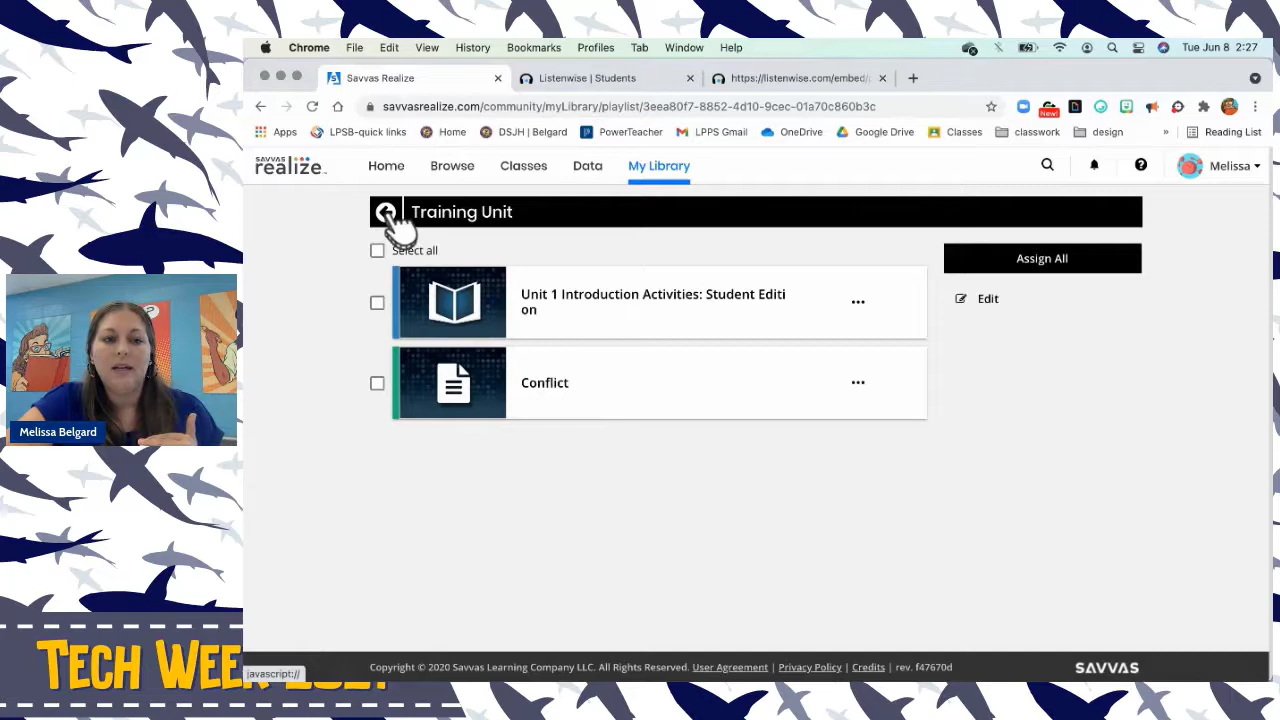 Chrome File Edit View History Bookmarks Profiles Tab Window Help Tue Jun 8 2:27
Savvas Realize Listenwise | Students https://listenwise.com/embed/
savvasrealize.com/community/myLibrary/playlist/3eea80f7-8852-4d10-9cec-01a70c860b3c
New!
Apps LPSB-quick links Home DSJH | Belgard PowerTeacher LPPS Gmail OneDrive Google Drive Classes classwork design » Reading List
SAVVAS
realize Home Browse Classes Data My Library Melissa
Training Unit
Select all
Assign All
Unit 1 Introduction Activities: Student Editi
on
Edit
Conflict
Melissa Belgard
TECH WEE
javascript://
Copyright © 2020 Savvas Learning Company LLC. All Rights Reserved. User Agreement | Privacy Policy | Credits | rev. f47670d
SAVVAS